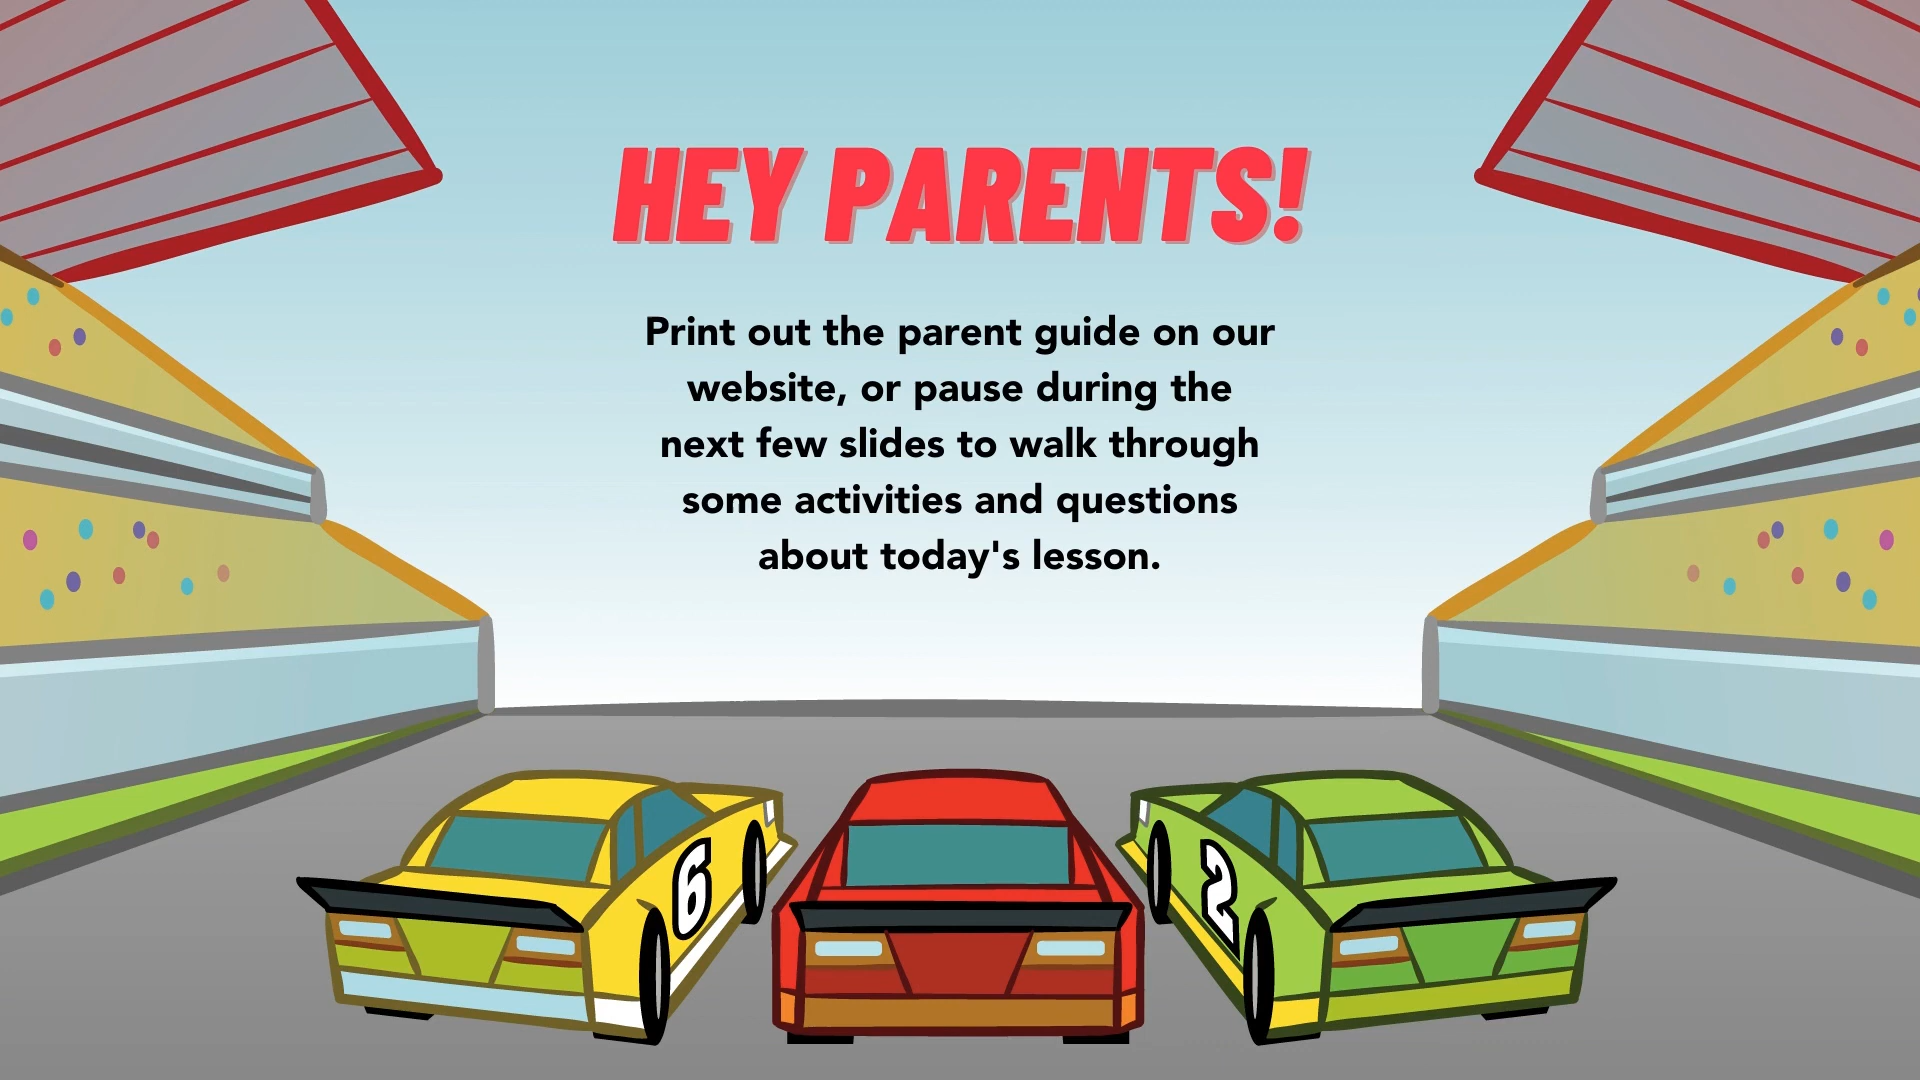 HEY PARENTS!
Print out the parent guide on our
website, or pause during the
next few slides to walk through
some activities and questions
about today's lesson.
6
2